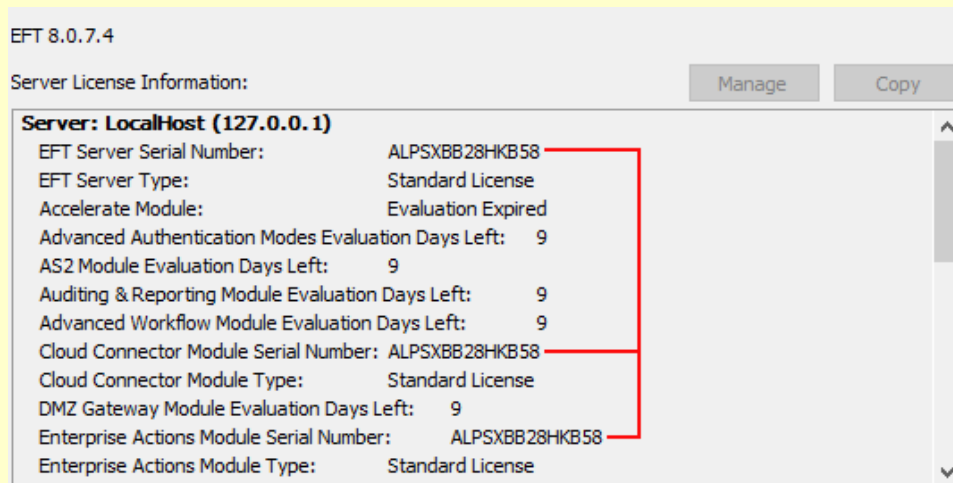 EFT 8.0.7.4
Server License Information: Manage Copy
Server: LocalHost (127.0.0.1)
EFT Server Serial Number: ALPSXBB28HKB58
EFT Server Type: Standard License
Accelerate Module: Evaluation Expired
Advanced Authentication Modes Evaluation Days Left: 9
AS2 Module Evaluation Days Left: 9
Auditing & Reporting Module Evaluation Days Left: 9
Advanced Workflow Module Evaluation Days Left: 9
Cloud Connector Module Serial Number: ALPSXBB28HKB58
Cloud Connector Module Type: Standard License
DMZ Gateway Module Evaluation Days Left: 9
Enterprise Actions Module Serial Number: ALPSXBB28HKB58
Enterprise Actions Module Type: Standard License